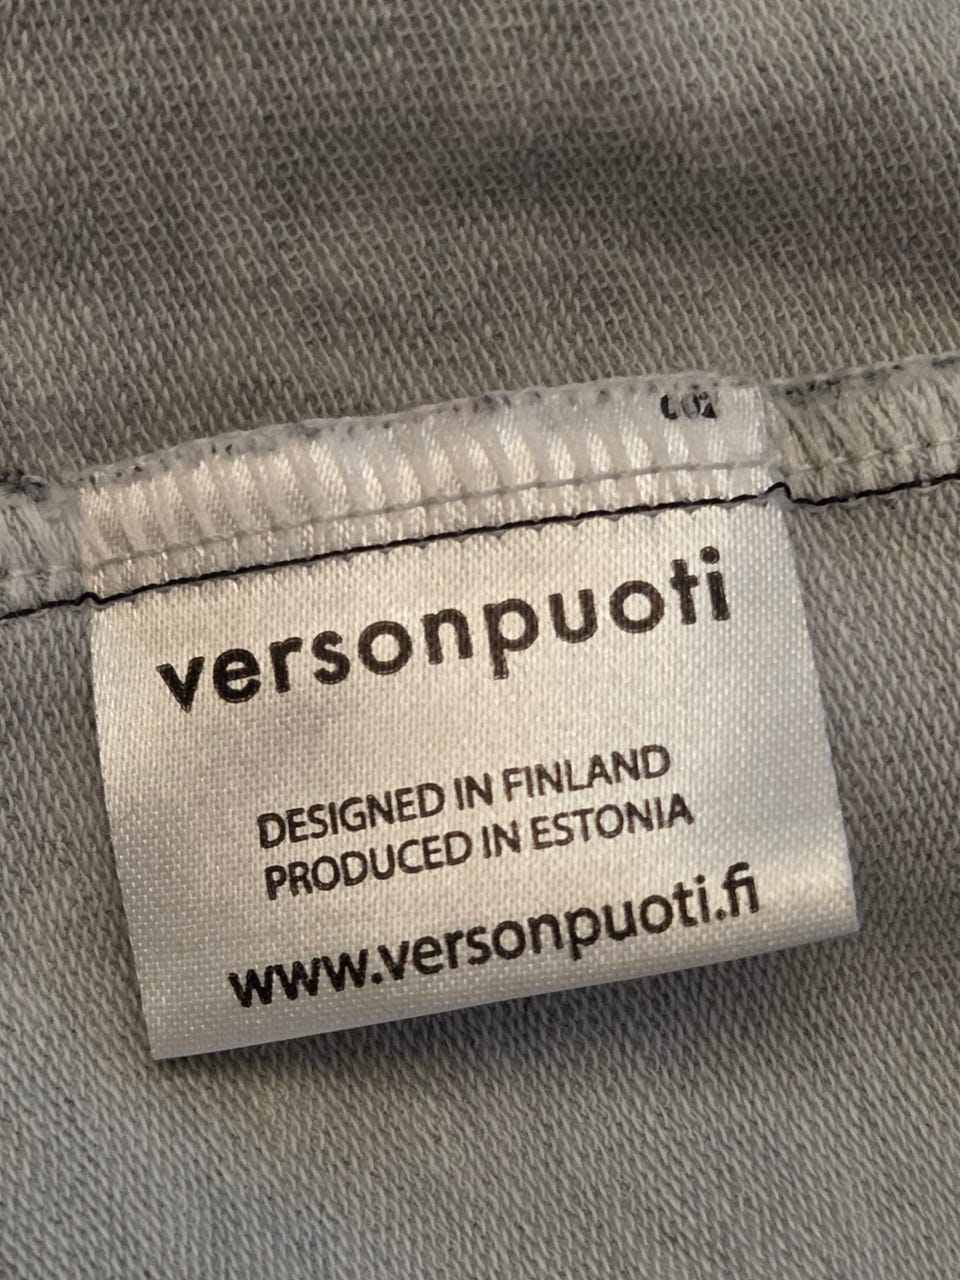 versonpuoti
DESIGNED IN FINLAND
PRODUCED IN ESTONIA
www.versonpuoti.fi